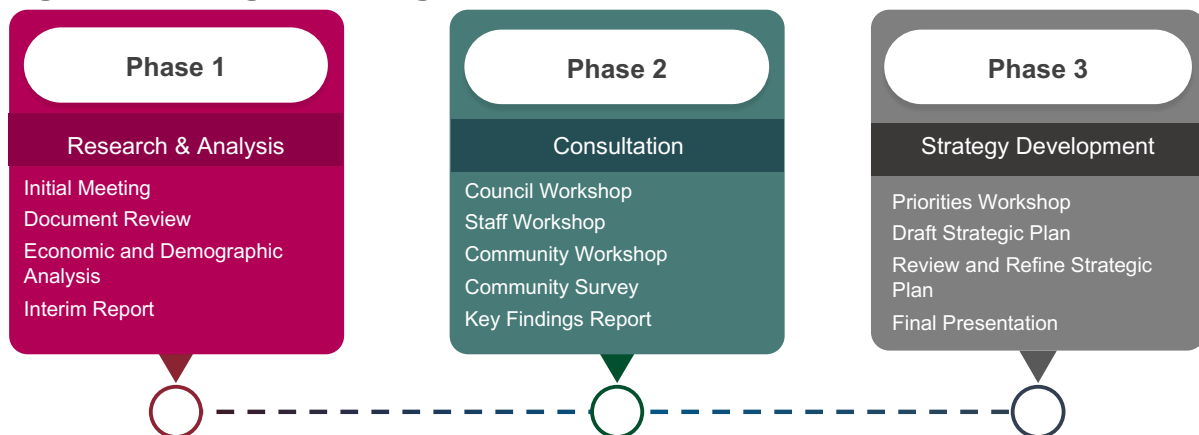 Phase 1
Research & Analysis
Initial Meeting
Document Review
Economic and Demographic
Analysis
Interim Report
Phase 2
Consultation
Council Workshop
Staff Workshop
Community Workshop
Community Survey
Key Findings Report
Phase 3
Strategy Development
Priorities Workshop
Draft Strategic Plan
Review and Refine Strategic
Plan
Final Presentation